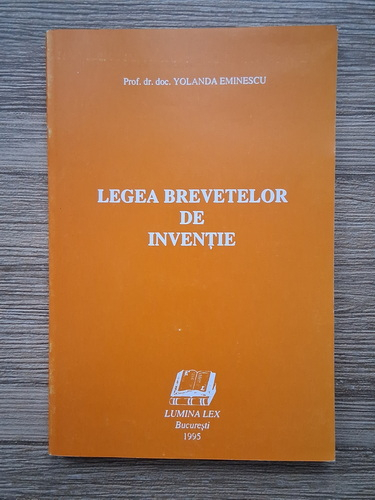 Prof. dr. doc. YOLANDA EMINESCU
LEGEA BREVETELOR
DE
INVENȚIE
LUMINA LEX
București
1995